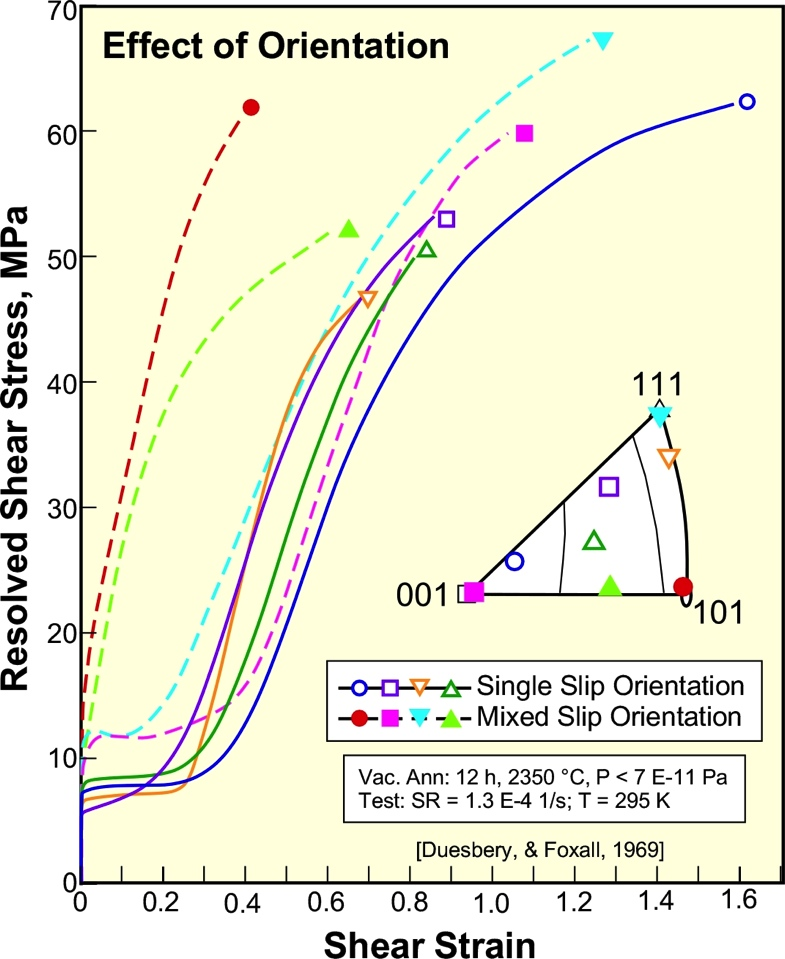 Effect of Orientation
Resolved Shear Stress, MPa
70
60
50
40
30
20
10
0
111
001
101
Single Slip Orientation
Mixed Slip Orientation
Vac. Ann: 12 h, 2350 °C, P < 7 E-11 Pa
Test: SR = 1.3 E-4 1/s; T = 295 K
[Duesbery, & Foxall, 1969]
0 0.2 0.4 0.6 0.8 1.0 1.2 1.4 1.6
Shear Strain